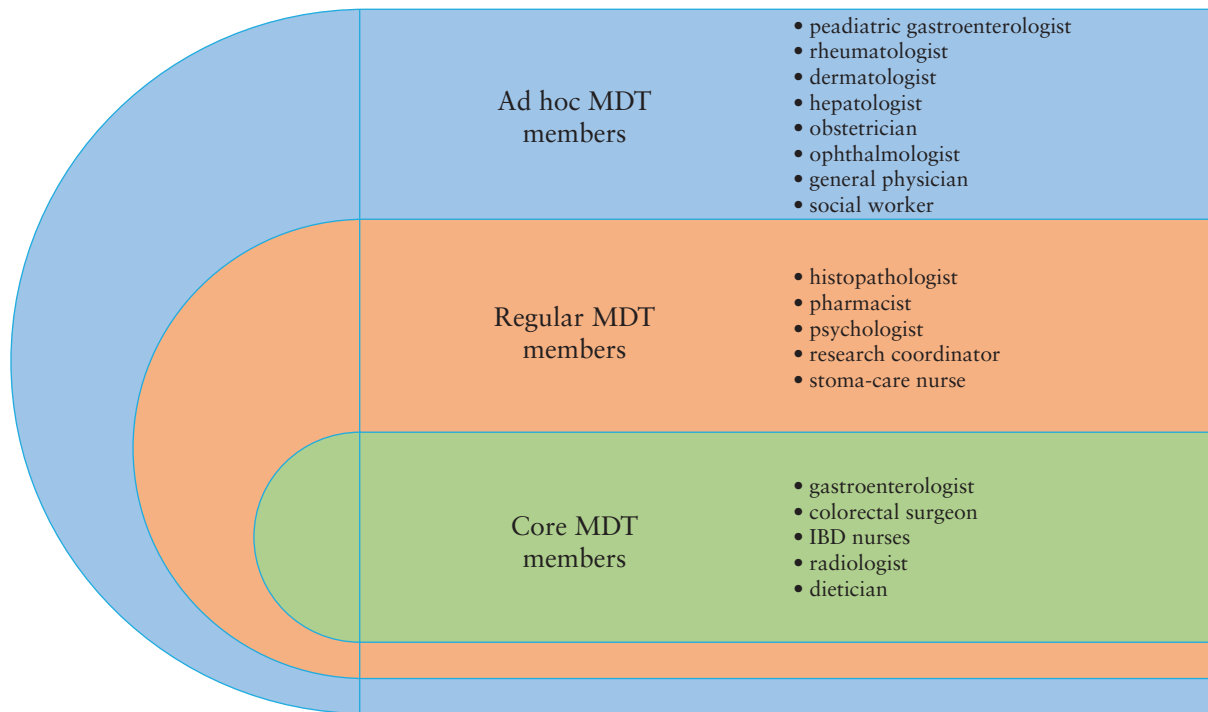 Ad hoc MDT
members
• peadiatric gastroenterologist
• rheumatologist
• dermatologist
• hepatologist
• obstetrician
• ophthalmologist
• general physician
• social worker
Regular MDT
members
• histopathologist
• pharmacist
• psychologist
• research coordinator
• stoma-care nurse
Core MDT
members
• gastroenterologist
• colorectal surgeon
• IBD nurses
• radiologist
• dietician